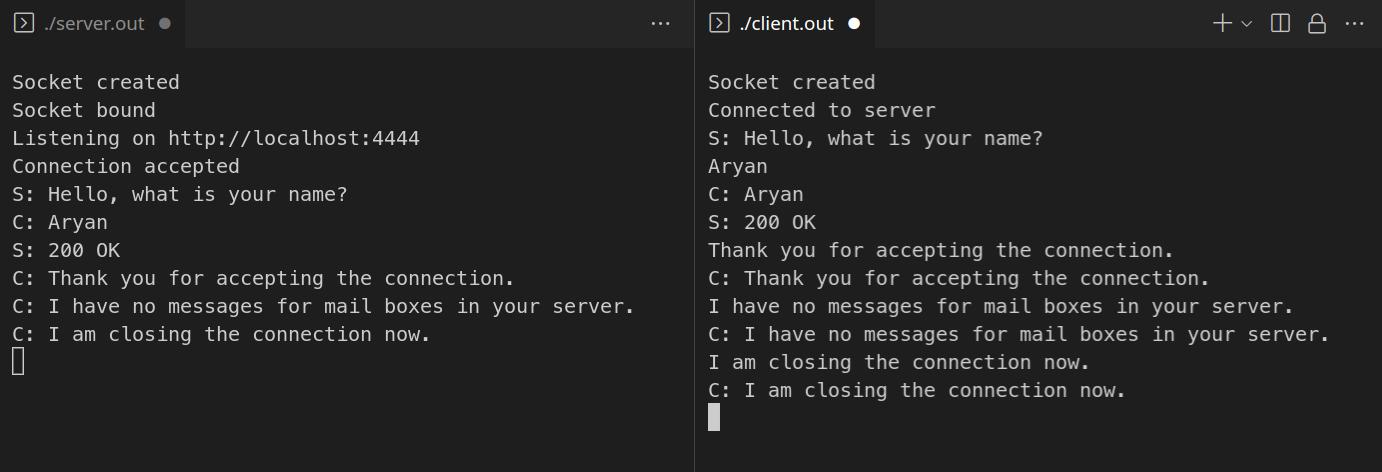 ./server.out
Socket created
Socket bound
Listening on http://localhost:4444
Connection accepted
S: Hello, what is your name?
C: Aryan
S: 200 OK
C: Thank you for accepting the connection.
C: I have no messages for mail boxes in your server.
C: I am closing the connection now.
./client.out
Socket created
Connected to server
S: Hello, what is your name?
Aryan
C: Aryan
S: 200 OK
Thank you for accepting the connection.
C: Thank you for accepting the connection.
I have no messages for mail boxes in your server.
C: I have no messages for mail boxes in your server.
I am closing the connection now.
C: I am closing the connection now.